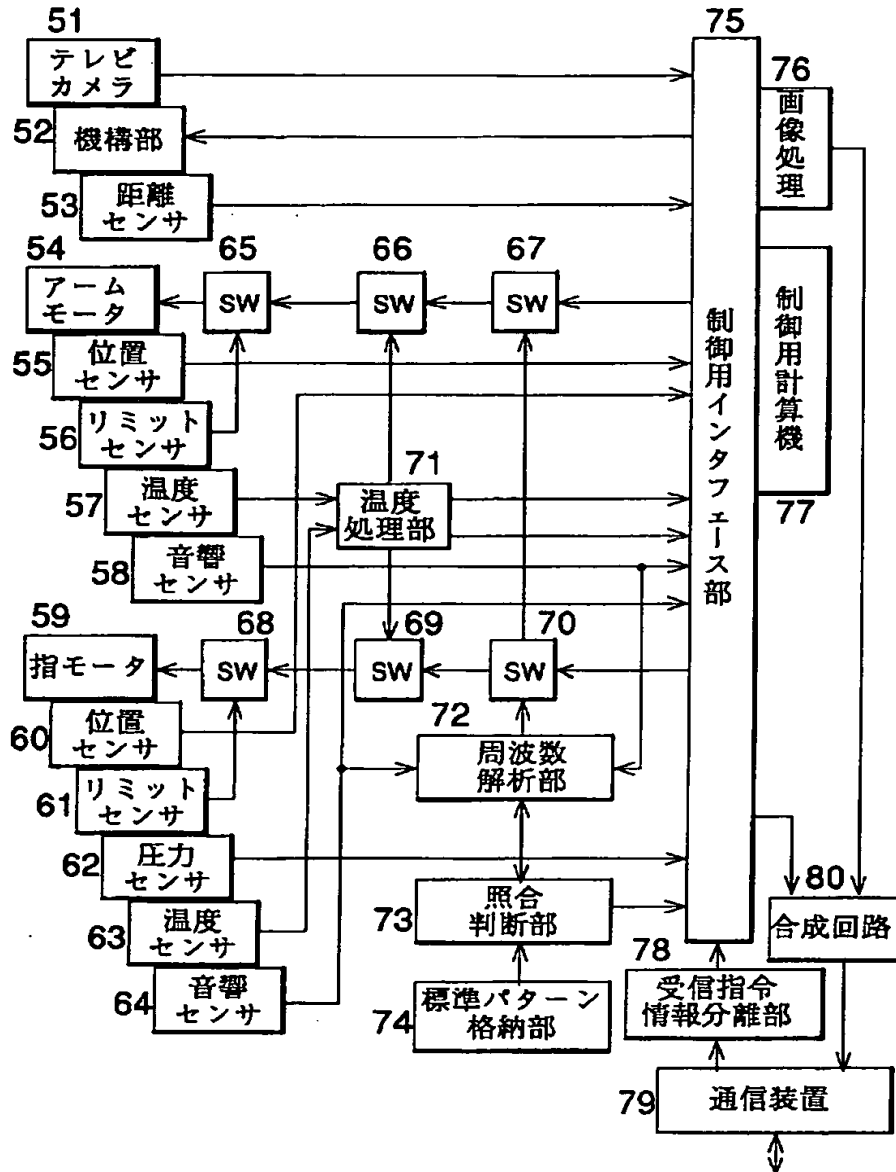 51
テレビ
カメラ
52
機構部
53
距離
センサ
54
アーム
モータ
55
位置
センサ
56
リミット
センサ
57
温度
センサ
58
音響
センサ
59
指モータ
60
位置
センサ
61
リミット
センサ
62
圧力
センサ
63
温度
センサ
64
音響
センサ
65
SW
66
SW
67
SW
68
SW
69
SW
70
SW
71
温度
処理部
72
周波数
解析部
73
照合
判断部
74
標準パターン
格納部
75
制御用インタフェース部
76
画像処理
制御用計算機
77
78
受信指令
情報分離部
79
通信装置
80
合成回路